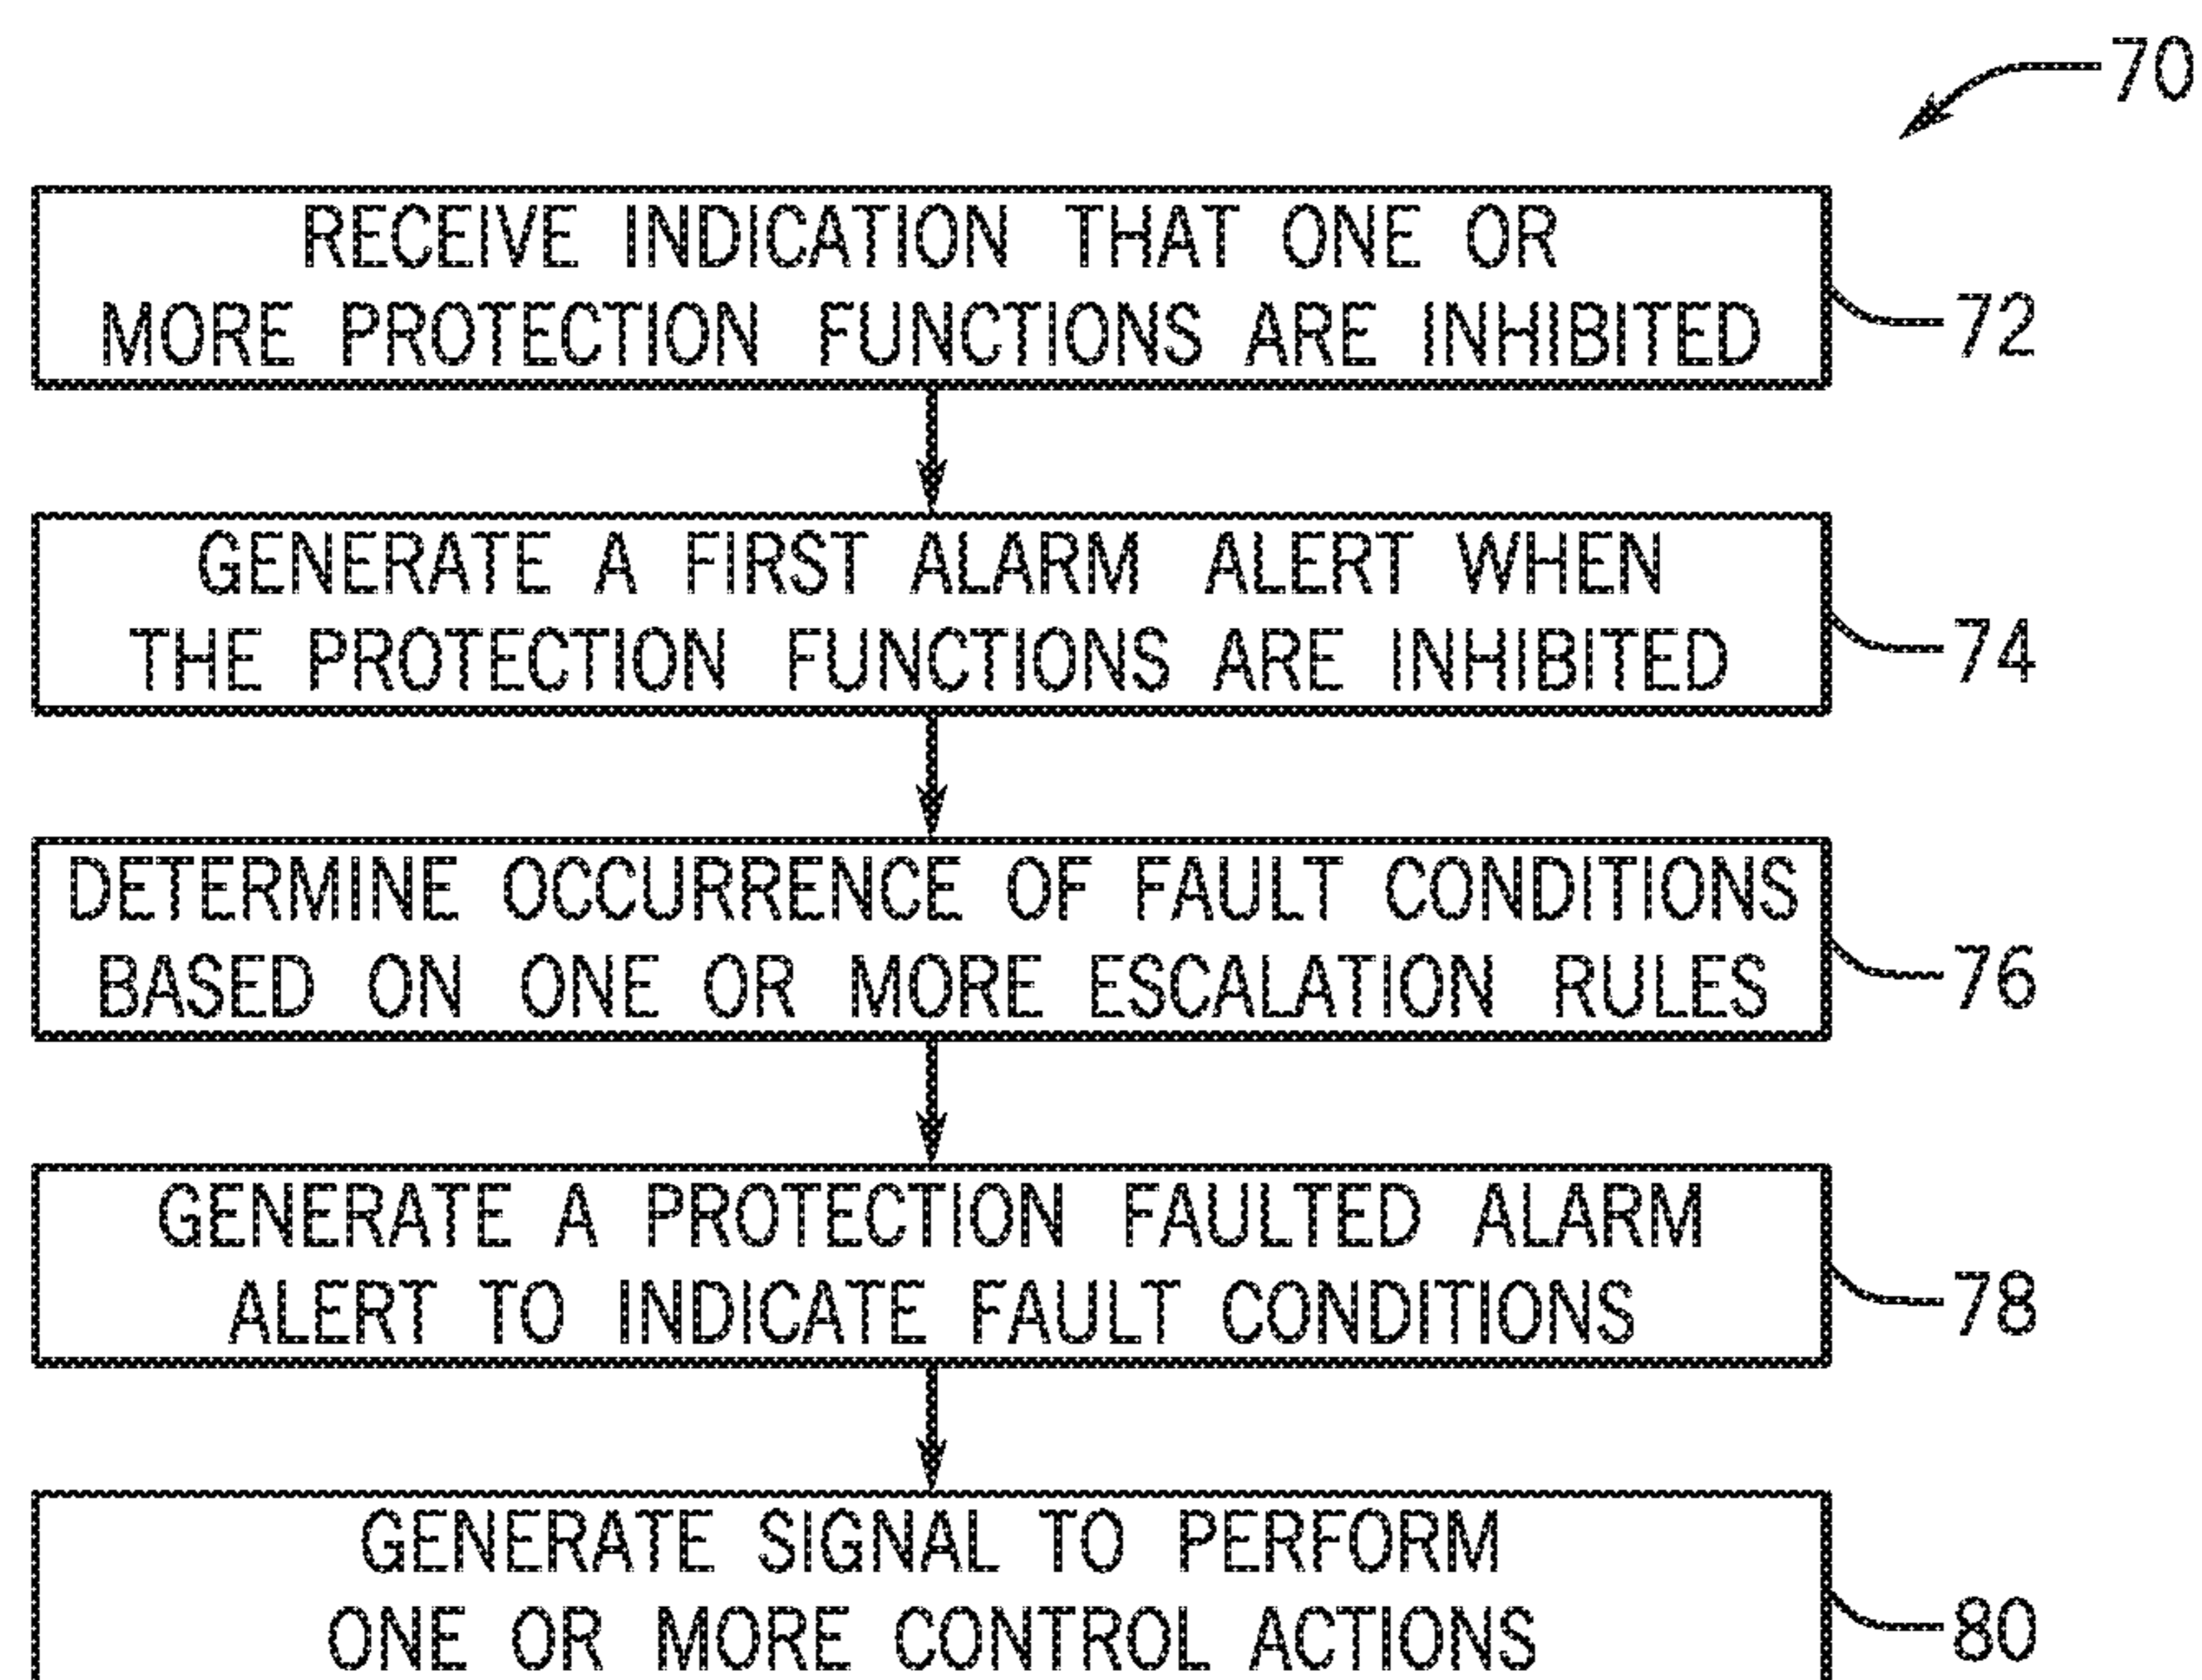 70
RECEIVE INDICATION THAT ONE OR
MORE PROTECTION FUNCTIONS ARE INHIBITED
72
GENERATE A FIRST ALARM ALERT WHEN
THE PROTECTION FUNCTIONS ARE INHIBITED
74
DETERMINE OCCURRENCE OF FAULT CONDITIONS
BASED ON ONE OR MORE ESCALATION RULES
76
GENERATE A PROTECTION FAULTED ALARM
ALERT TO INDICATE FAULT CONDITIONS
78
GENERATE SIGNAL TO PERFORM
ONE OR MORE CONTROL ACTIONS
80